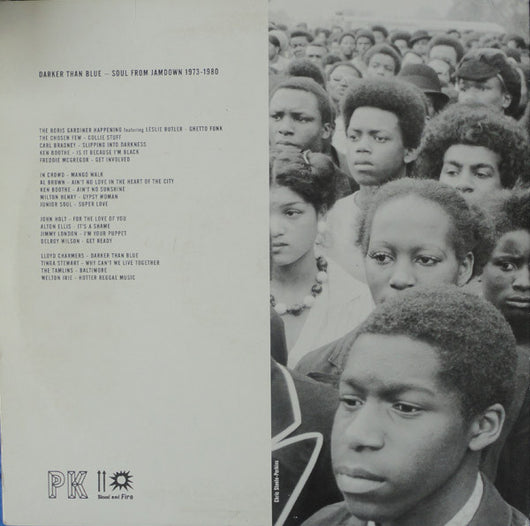 DARKER THAN BLUE – SOUL FROM JAMDOWN 1973-1980
THE BORIS GARDINER HAPPENING featuring LESLIE BUTLER - GHETTO FUNK
THE CHOSEN FEW - COLLIE STUFF
CARL BRADNEY - SLIPPING INTO DARKNESS
KEN BOOTHE - IS IT BECAUSE I'M BLACK
FREDDIE MCGREGOR - GET INVOLVED
IN CROWD - MANGO WALK
AL BROWN - AIN'T NO LOVE IN THE HEART OF THE CITY
KEN BOOTHE - AIN'T NO SUNSHINE
MILTON HENRY - GYPSY WOMAN
JUNIOR SOUL - SUPER LOVE
JOHN HOLT - FOR THE LOVE OF YOU
ALTON ELLIS - IT'S A SHAME
JIMMY LONDON - I'M YOUR PUPPET
DELROY WILSON - GET READY
LLOYD CHARMERS - DARKER THAN BLUE
TINGA STEWART - WHY CAN'T WE LIVE TOGETHER
THE TAMLINS - BALTIMORE
WELTON IRIE - HOTTER REGGAE MUSIC
PK
Blood and Fire
Chris Steele-Perkins